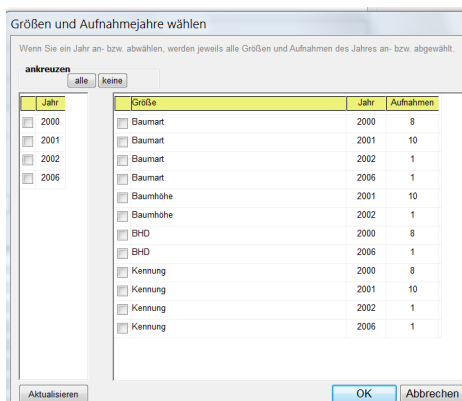 Größen und Aufnahmejahre wählen
Wenn Sie ein Jahr an- bzw. abwählen, werden jeweils alle Größen und Aufnahmen des Jahres an- bzw. abgewählt.
ankreuzen
alle keine
Jahr
2000
2001
2002
2006
Größe Jahr Aufnahmen
Baumart 2000 8
Baumart 2001 10
Baumart 2002 1
Baumart 2006 1
Baumhöhe 2001 10
Baumhöhe 2002 1
BHD 2000 8
BHD 2006 1
Kennung 2000 8
Kennung 2001 10
Kennung 2002 1
Kennung 2006 1
Aktualisieren OK Abbrechen